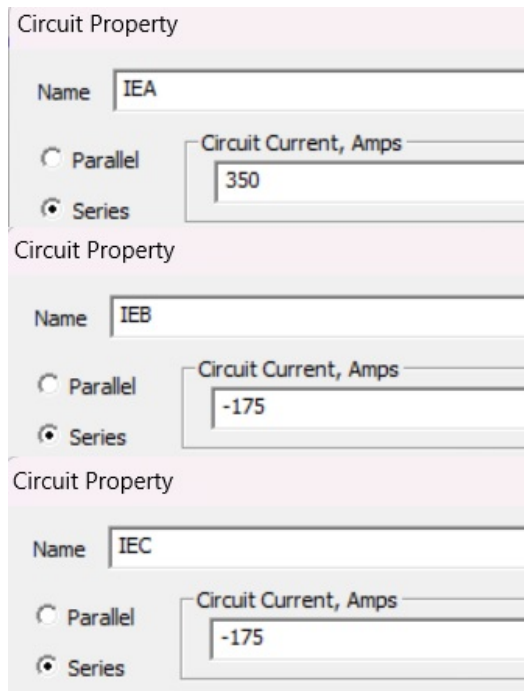 Circuit Property
Name IEA
Parallel
Circuit Current, Amps
350
Series
Circuit Property
Name IEB
Parallel
Circuit Current, Amps
-175
Series
Circuit Property
Name IEC
Parallel
Circuit Current, Amps
-175
Series